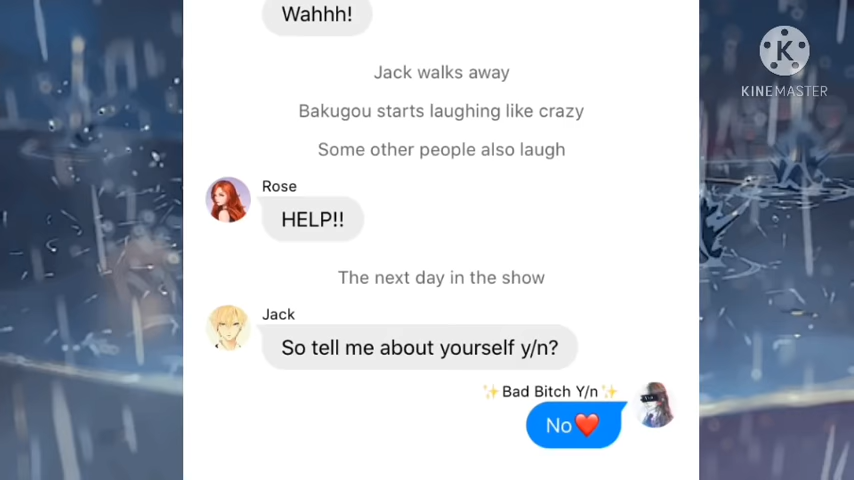 Wahhh!
Jack walks away
Bakugou starts laughing like crazy
Some other people also laugh
Rose
HELP!!
The next day in the show
Jack
So tell me about yourself y/n?
✨Bad Bitch Y/n✨
No❤️
K
KINEMASTER